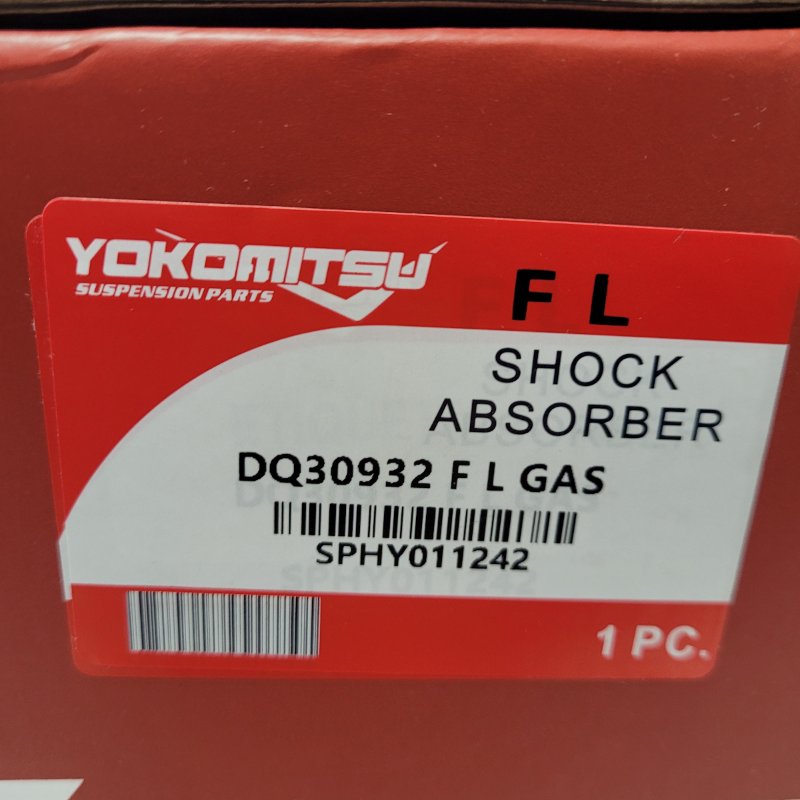 YOKOMITSU
SUSPENSION PARTS
F L
SHOCK
ABSORBER
DQ30932 F L GAS
SPHY011242
1 PC.